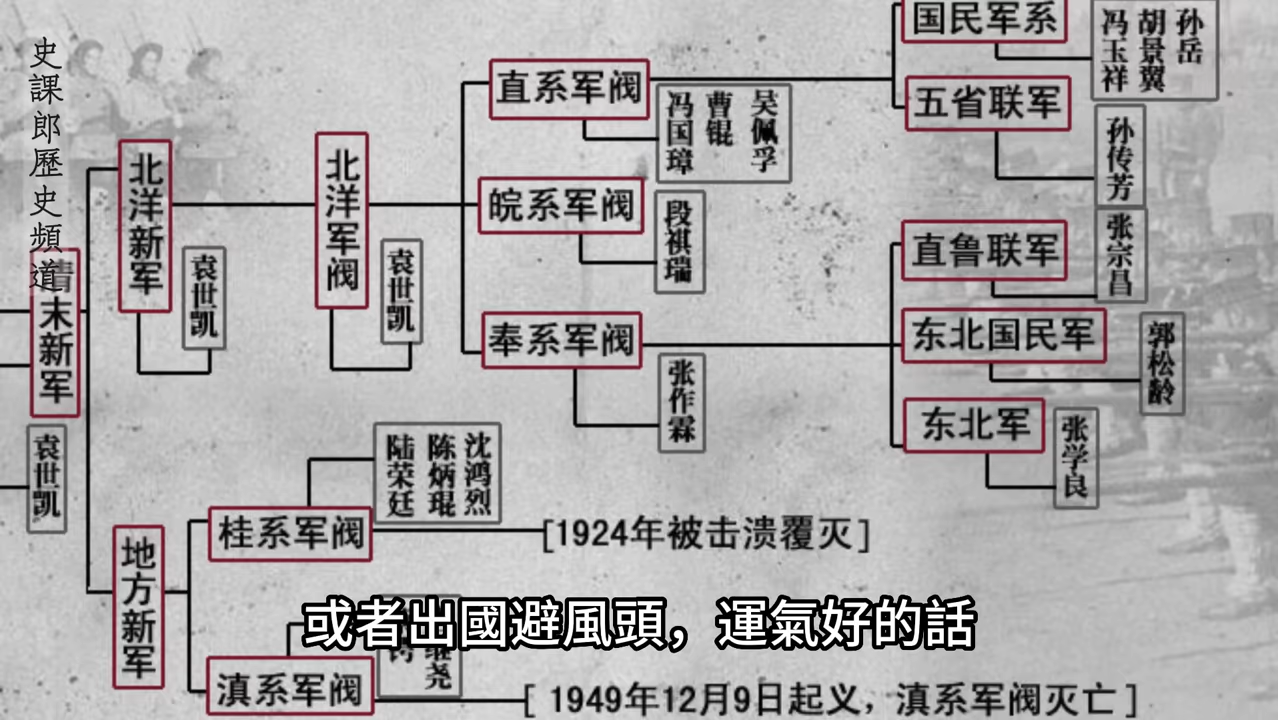 史課郎歷史頻道
国民军系
冯玉祥
胡景翼
孙岳
直系军阀
冯国璋
曹锟
吴佩孚
五省联军
孙传芳
北洋新军
袁世凯
北洋军阀
袁世凯
皖系军阀
段祺瑞
直鲁联军
张宗昌
清末新军
袁世凯
奉系军阀
张作霖
东北国民军
郭松龄
东北军
张学良
陆荣廷
陈炳琨
沈鸿烈
桂系军阀
[1924年被击溃覆灭]
地方新军
或者出國避風頭，運氣好的話
继尧
滇系军阀
[ 1949年12月9日起义，滇系军阀灭亡 ]